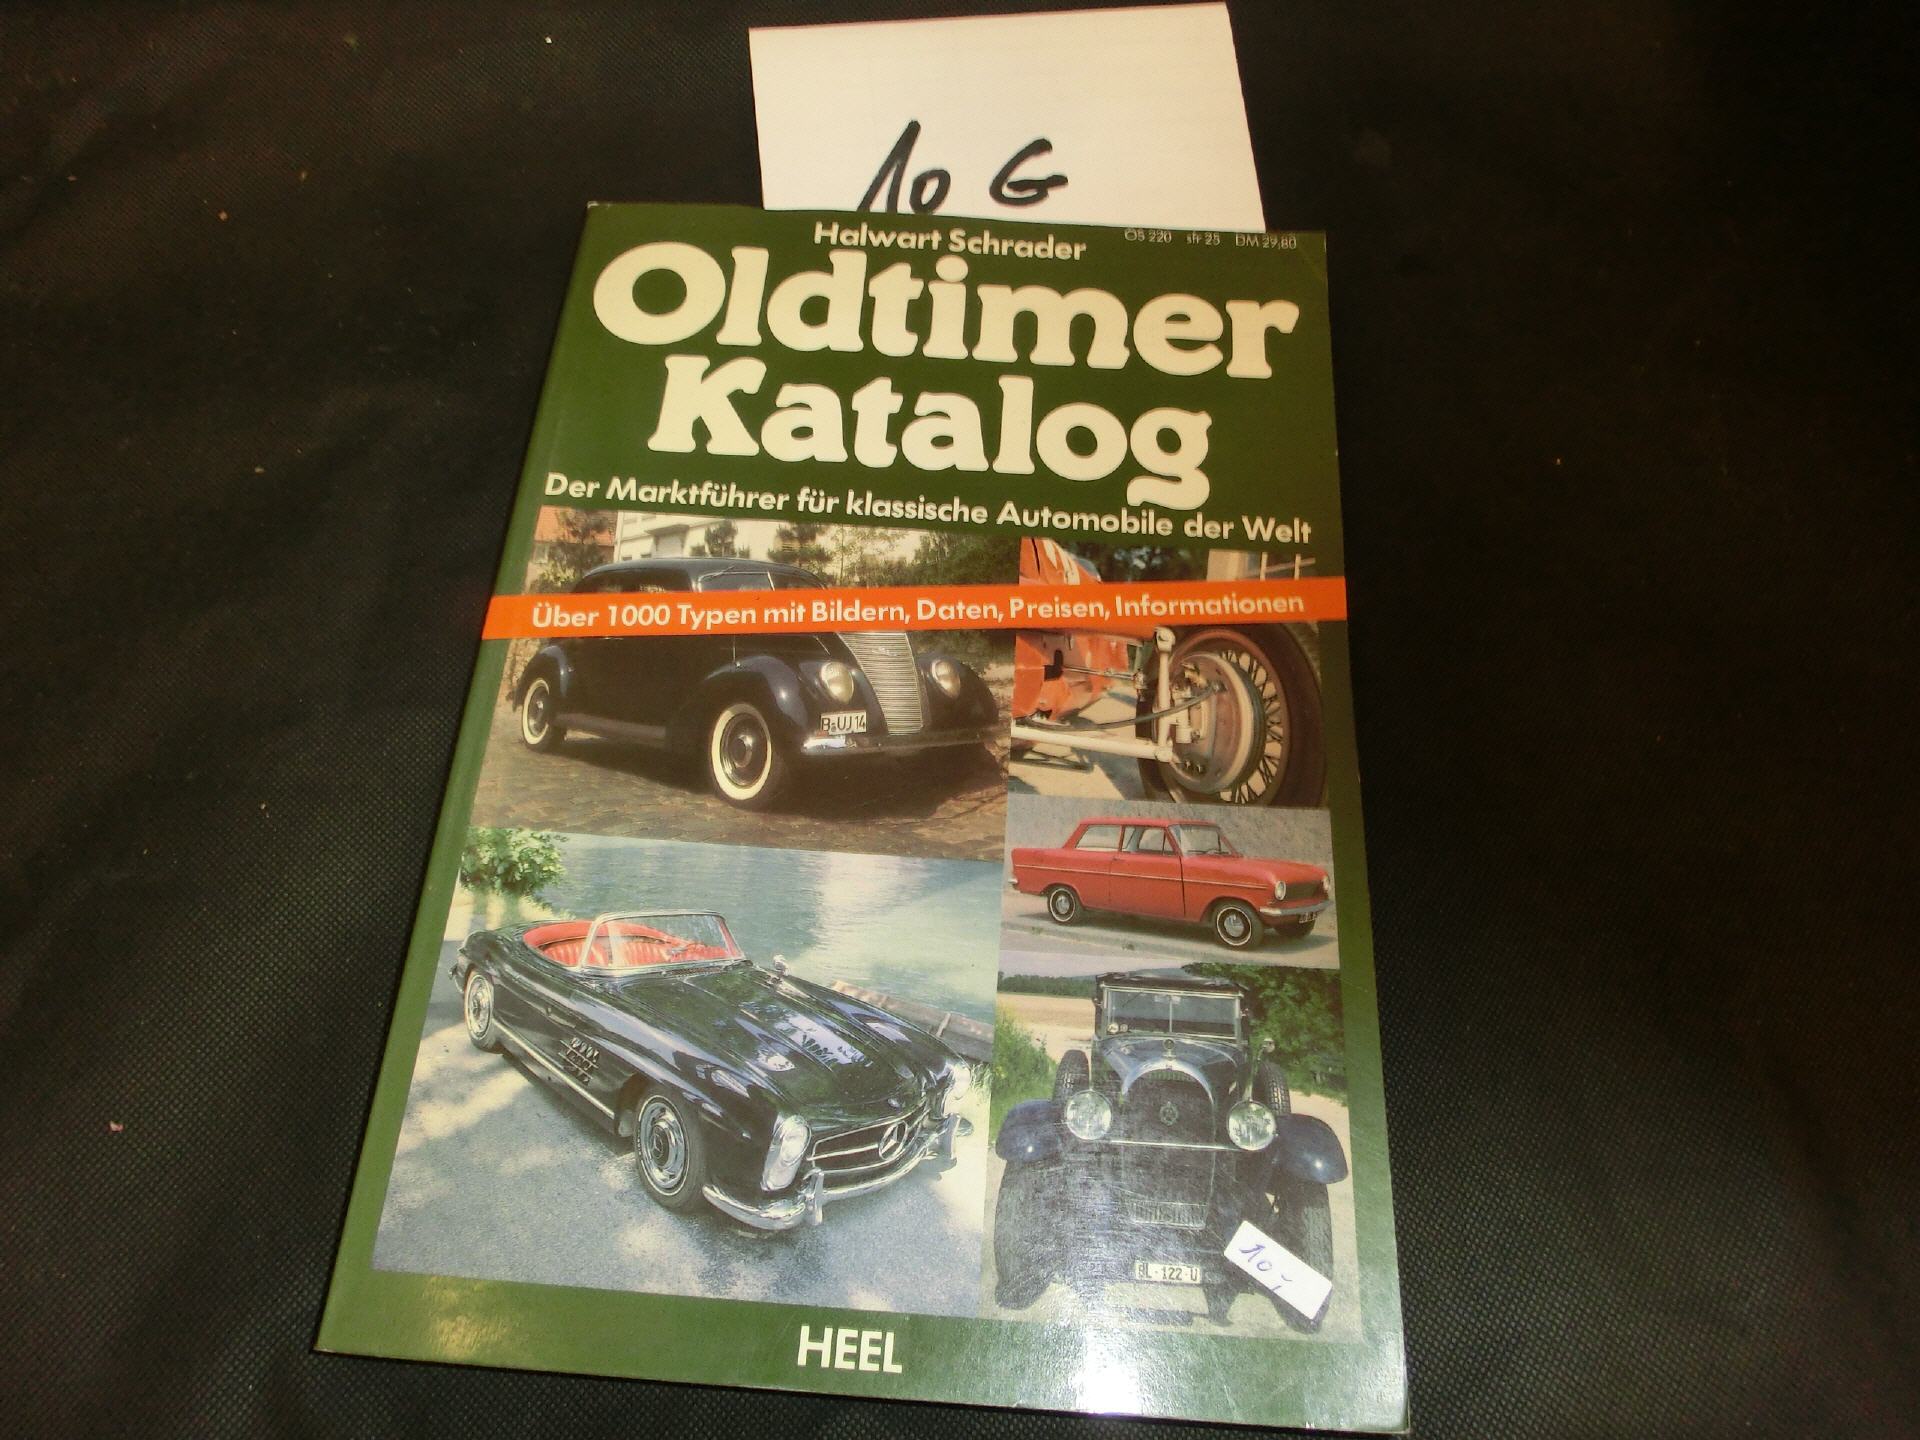 10 G
Halwart Schrader
ÖS 220 sfr 25 DM 29,80
Oldtimer
Katalog
Der Marktführer für klassische Automobile der Welt
Über 1000 Typen mit Bildern, Daten, Preisen, Informationen
B-UJ 14
BL-122-U
10,-
HEEL